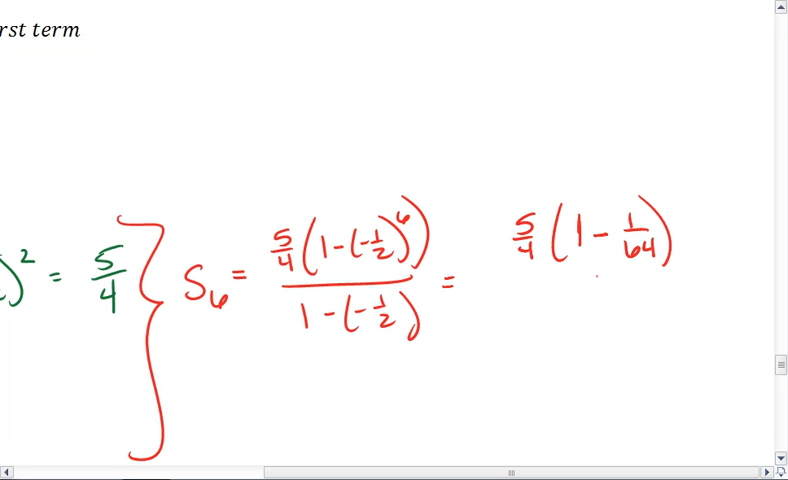 rst term
)² = 5/4 } S₆ = 5/4(1-(-1/2)⁶) / 1-(-1/2) = 5/4(1 - 1/64)